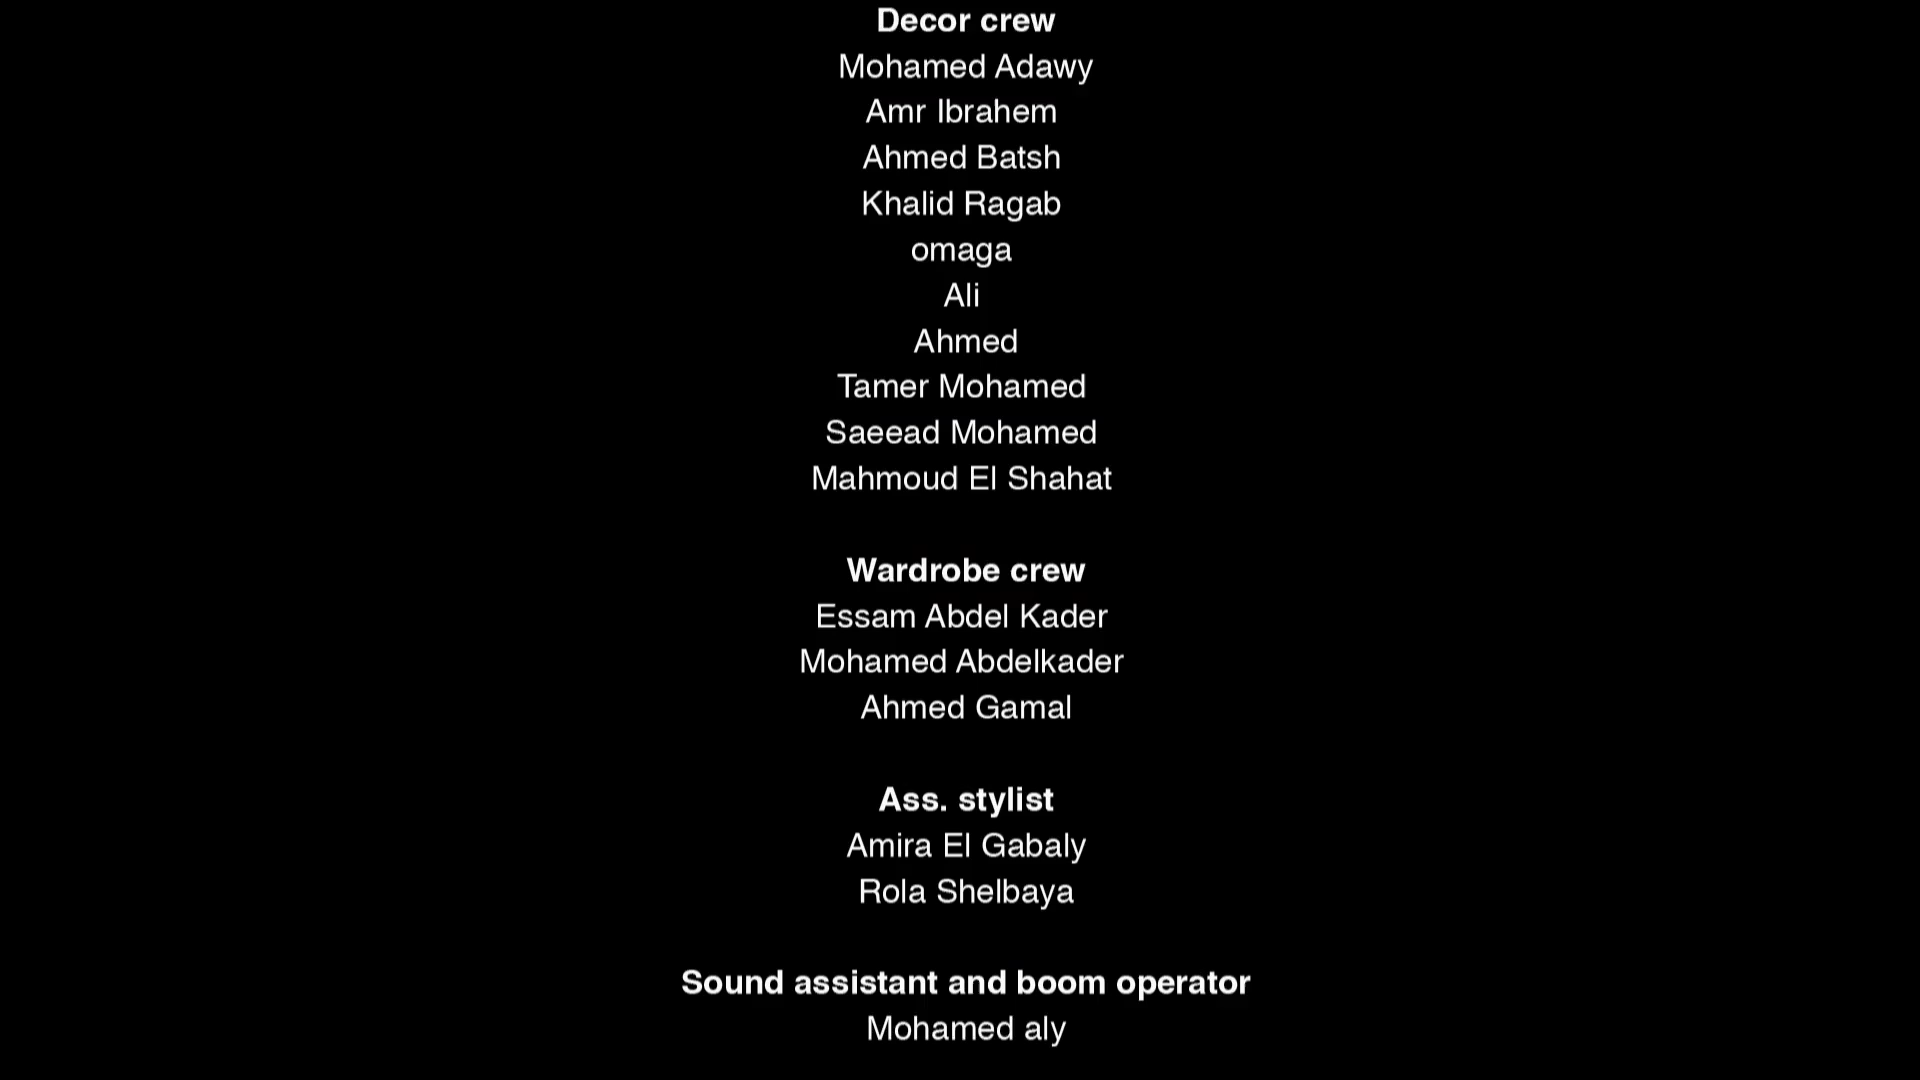 Decor crew
Mohamed Adawy
Amr Ibrahem
Ahmed Batsh
Khalid Ragab
omaga
Ali
Ahmed
Tamer Mohamed
Saeead Mohamed
Mahmoud El Shahat
Wardrobe crew
Essam Abdel Kader
Mohamed Abdelkader
Ahmed Gamal
Ass. stylist
Amira El Gabaly
Rola Shelbaya
Sound assistant and boom operator
Mohamed aly